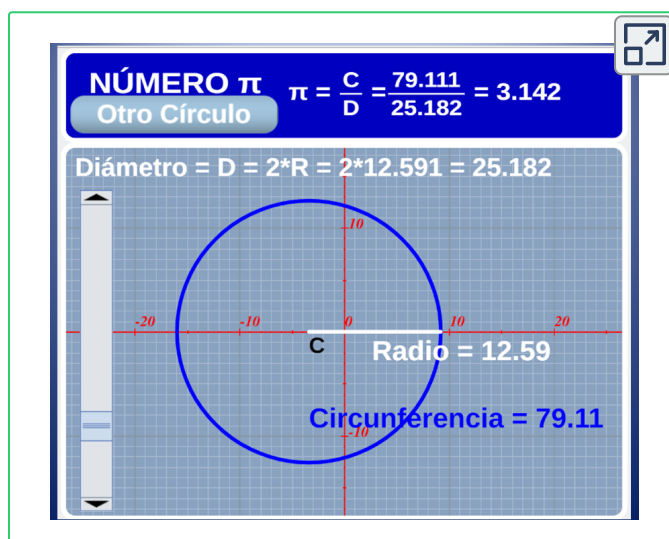 NÚMERO π
π = C/D = 79.111/25.182 = 3.142
Otro Círculo
Diámetro = D = 2*R = 2*12.591 = 25.182
10
-20 -10 0 10 20
C
Radio = 12.59
Circunferencia = 79.11
-10